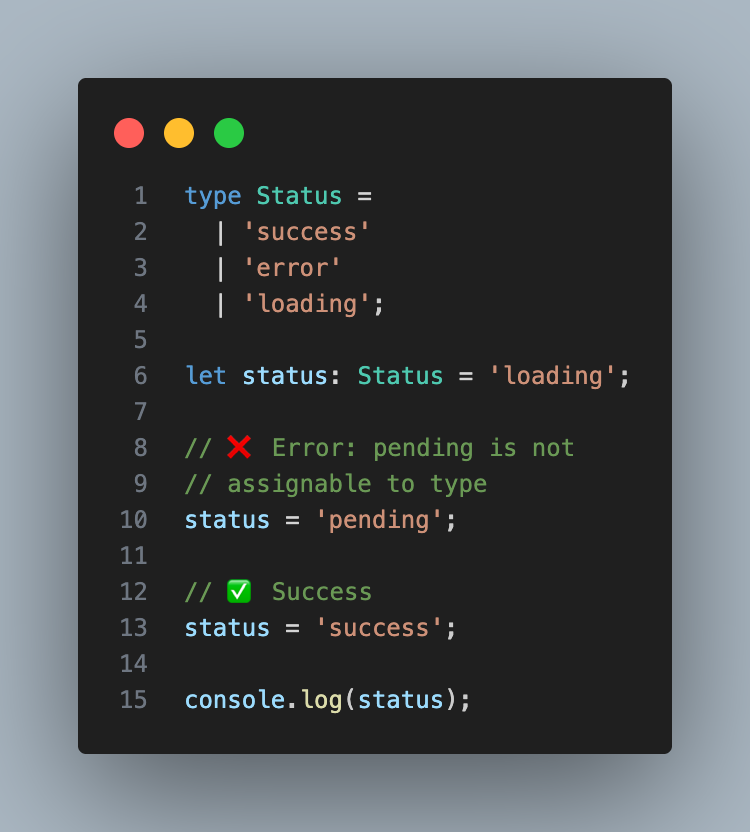 1 type Status =
2   | 'success'
3   | 'error'
4   | 'loading';
5
6 let status: Status = 'loading';
7
8 // ❌ Error: pending is not
9 // assignable to type
10 status = 'pending';
11
12 // ✅ Success
13 status = 'success';
14
15 console.log(status);